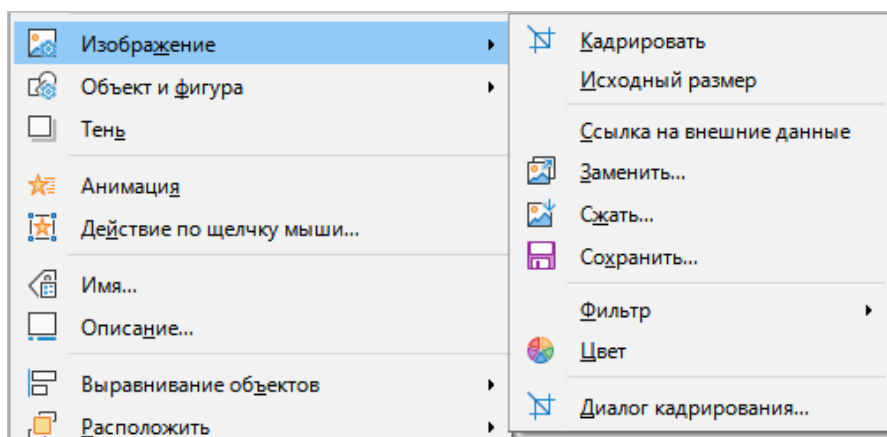 Изображение
Объект и фигура
Тень
Анимация
Действие по щелчку мыши...
Имя...
Описание...
Выравнивание объектов
Расположить
Кадрировать
Исходный размер
Ссылка на внешние данные
Заменить...
Сжать...
Сохранить...
Фильтр
Цвет
Диалог кадрирования...